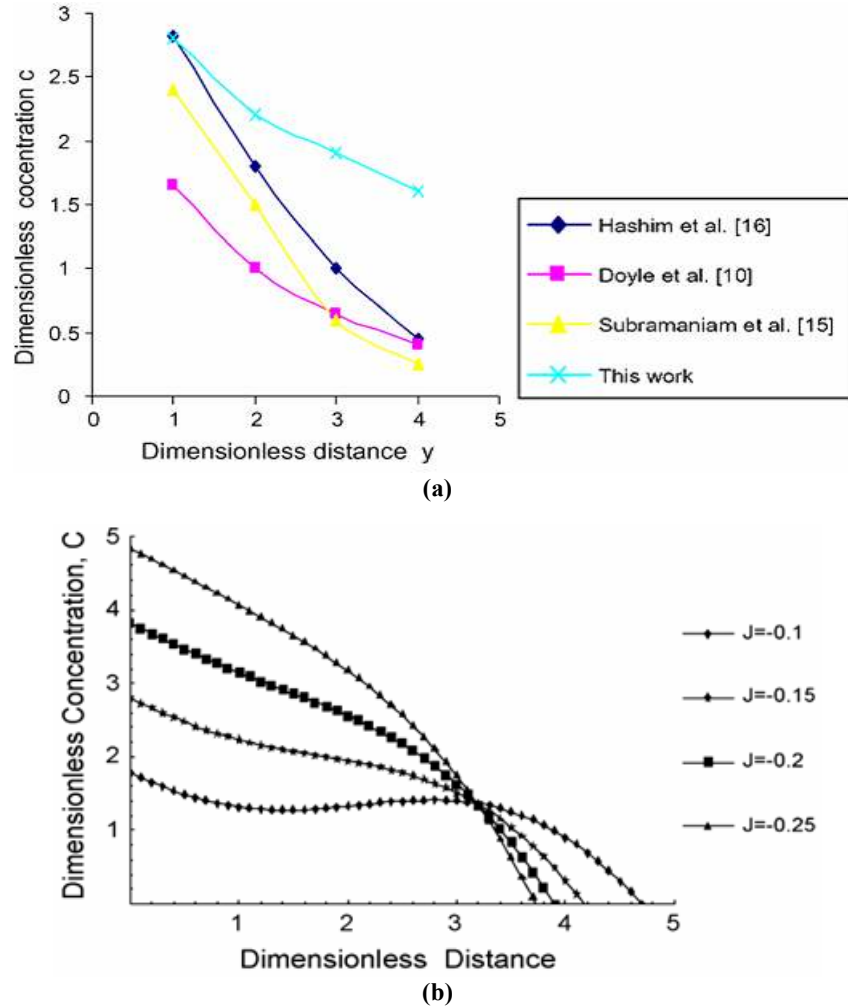 3
2.5
2
1.5
1
0.5
0
Dimensionless cocentration c
0 1 2 3 4 5
Dimensionless distance y
Hashim et al. [16]
Doyle et al. [10]
Subramaniam et al. [15]
This work
(a)
5
4
3
2
1
Dimensionless Concentration, C
1 2 3 4 5
Dimensionless Distance
J=-0.1
J=-0.15
J=-0.2
J=-0.25
(b)